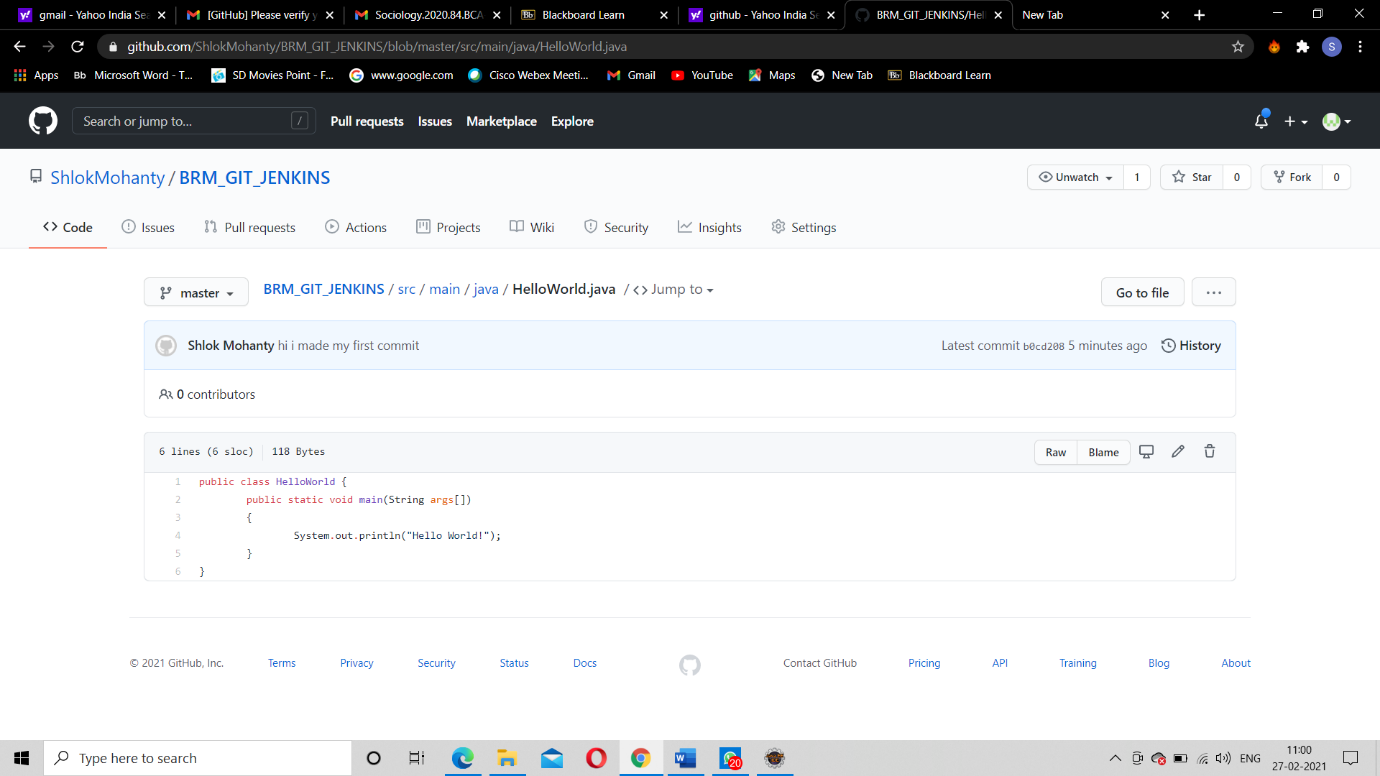 gmail - Yahoo India Sea
[GitHub] Please verify y
Sociology.2020.84.BCA
Bb Blackboard Learn
github - Yahoo India S
BRM_GIT_JENKINS/Hel
New Tab
github.com/ShlokMohanty/BRM_GIT_JENKINS/blob/master/src/main/java/HelloWorld.java
S
Apps Bb Microsoft Word - T... SD Movies Point - F... www.google.com Cisco Webex Meeti... Gmail YouTube Maps New Tab Bb Blackboard Learn
Search or jump to... / Pull requests Issues Marketplace Explore
ShlokMohanty / BRM_GIT_JENKINS Unwatch 1 Star 0 Fork 0
Code Issues Pull requests Actions Projects Wiki Security Insights Settings
master BRM_GIT_JENKINS / src / main / java / HelloWorld.java / <> Jump to Go to file ...
Shlok Mohanty hi i made my first commit Latest commit b0cd208 5 minutes ago History
0 contributors
6 lines (6 sloc) 118 Bytes Raw Blame
1 public class HelloWorld {
2 public static void main(String args[])
3 {
4 System.out.println("Hello World!");
5 }
6 }
© 2021 GitHub, Inc. Terms Privacy Security Status Docs Contact GitHub Pricing API Training Blog About
Type here to search 20 ENG 11:00
27-02-2021